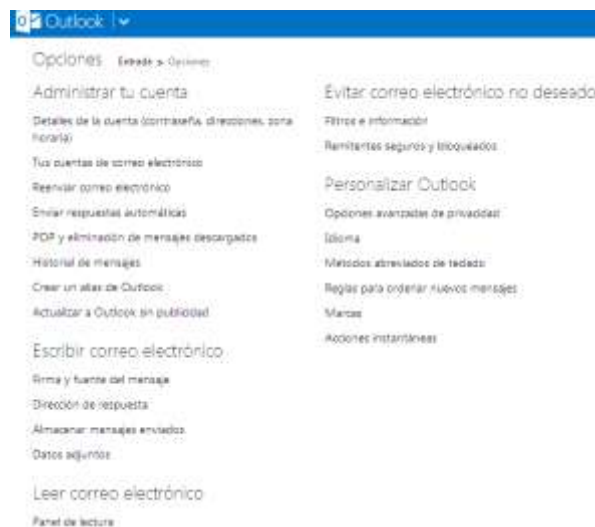 Outlook
Opciones Entrada > Opciones
Administrar tu cuenta
Detalles de la cuenta (contraseña, direcciones, zona
horaria)
Tus cuentas de correo electrónico
Reenviar correo electrónico
Enviar respuestas automáticas
POP y eliminación de mensajes descargados
Historial de mensajes
Crear un alias de Outlook
Actualizar a Outlook sin publicidad
Escribir correo electrónico
Firma y fuente del mensaje
Dirección de respuesta
Almacenar mensajes enviados
Datos adjuntos
Leer correo electrónico
Panel de lectura
Evitar correo electrónico no deseado
Filtros e información
Remitentes seguros y bloqueados
Personalizar Outlook
Opciones avanzadas de privacidad
Idioma
Métodos abreviados de teclado
Reglas para ordenar nuevos mensajes
Marcas
Acciones instantáneas